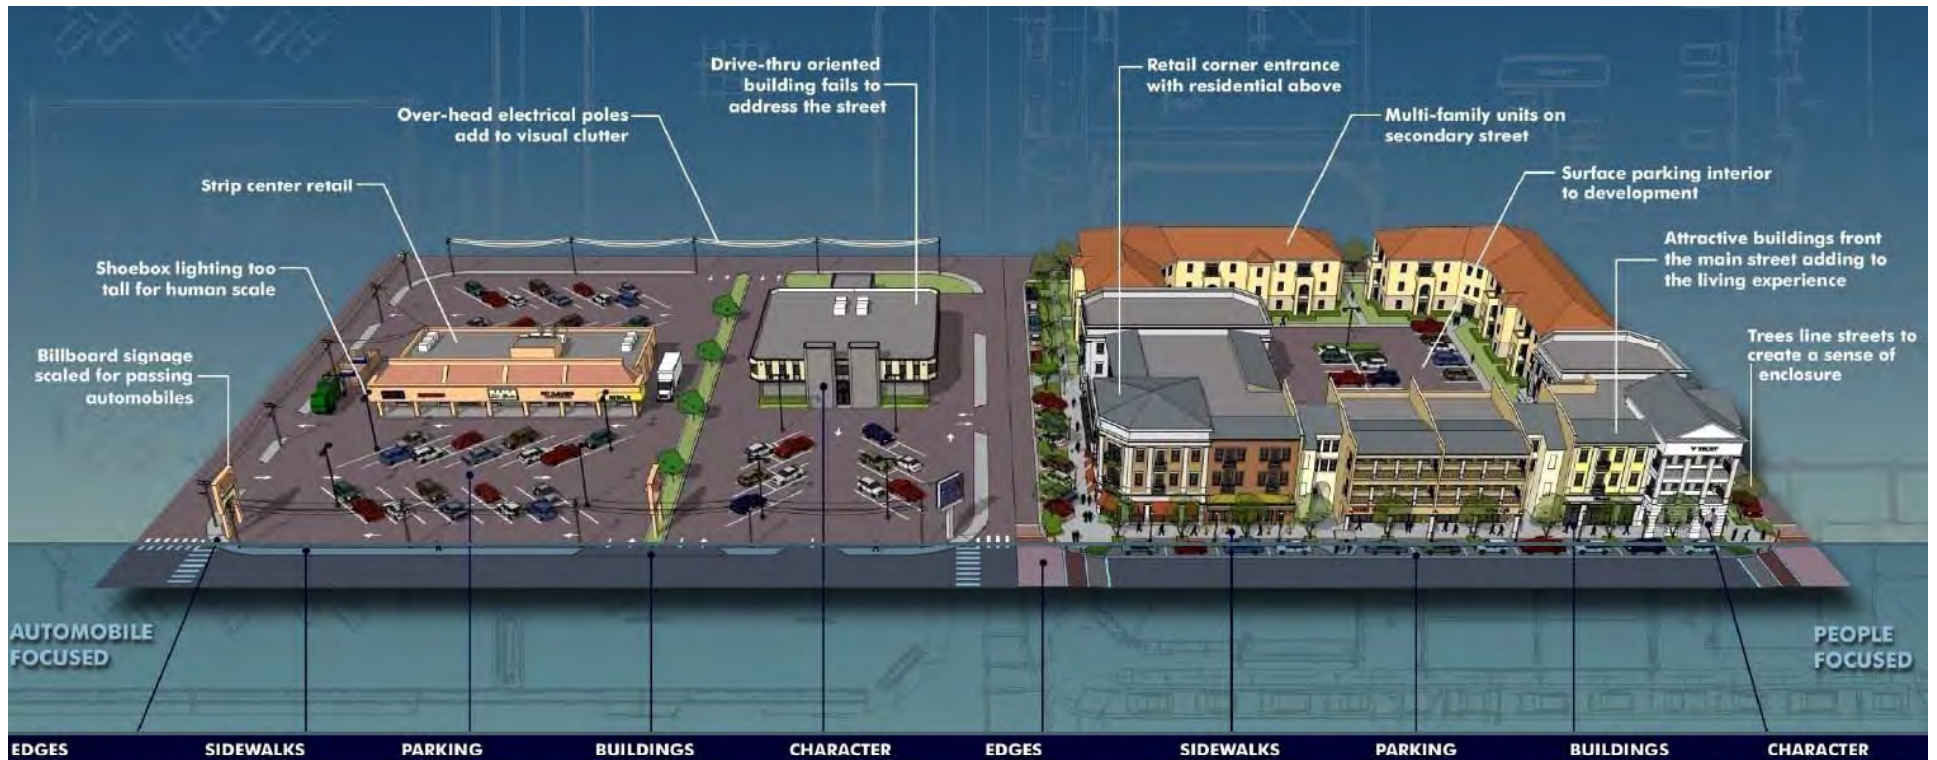 Drive-thru oriented
building fails to
address the street
Over-head electrical poles
add to visual clutter
Strip center retail
Shoebox lighting too
tall for human scale
Billboard signage
scaled for passing
automobiles
Retail corner entrance
with residential above
Multi-family units on
secondary street
Surface parking interior
to development
Attractive buildings front
the main street adding to
the living experience
Trees line streets to
create a sense of
enclosure
AUTOMOBILE
FOCUSED
PEOPLE
FOCUSED
EDGES SIDEWALKS PARKING BUILDINGS CHARACTER EDGES SIDEWALKS PARKING BUILDINGS CHARACTER